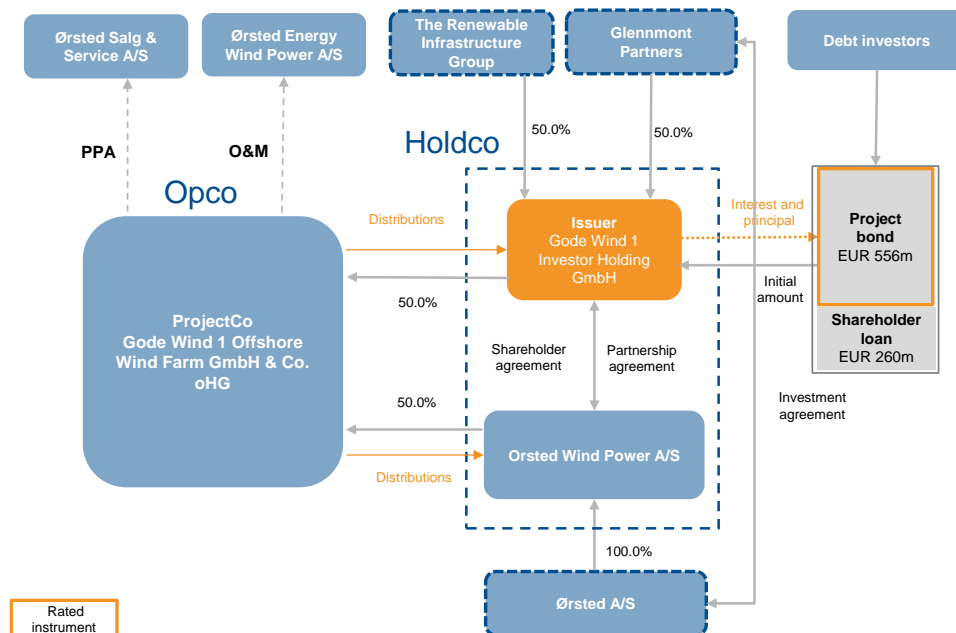 Ørsted Salg &
Service A/S
Ørsted Energy
Wind Power A/S
The Renewable
Infrastructure
Group
Glennmont
Partners
Debt investors
50.0%
50.0%
PPA
O&M
Holdco
Opco
Distributions
Issuer
Gode Wind 1
Investor Holding
GmbH
Interest and
principal
Project
bond
EUR 556m
Initial
amount
50.0%
ProjectCo
Gode Wind 1 Offshore
Wind Farm GmbH & Co.
oHG
Shareholder
loan
EUR 260m
Shareholder
agreement
Partnership
agreement
Investment
agreement
50.0%
Orsted Wind Power A/S
Distributions
100.0%
Ørsted A/S
Rated
instrument